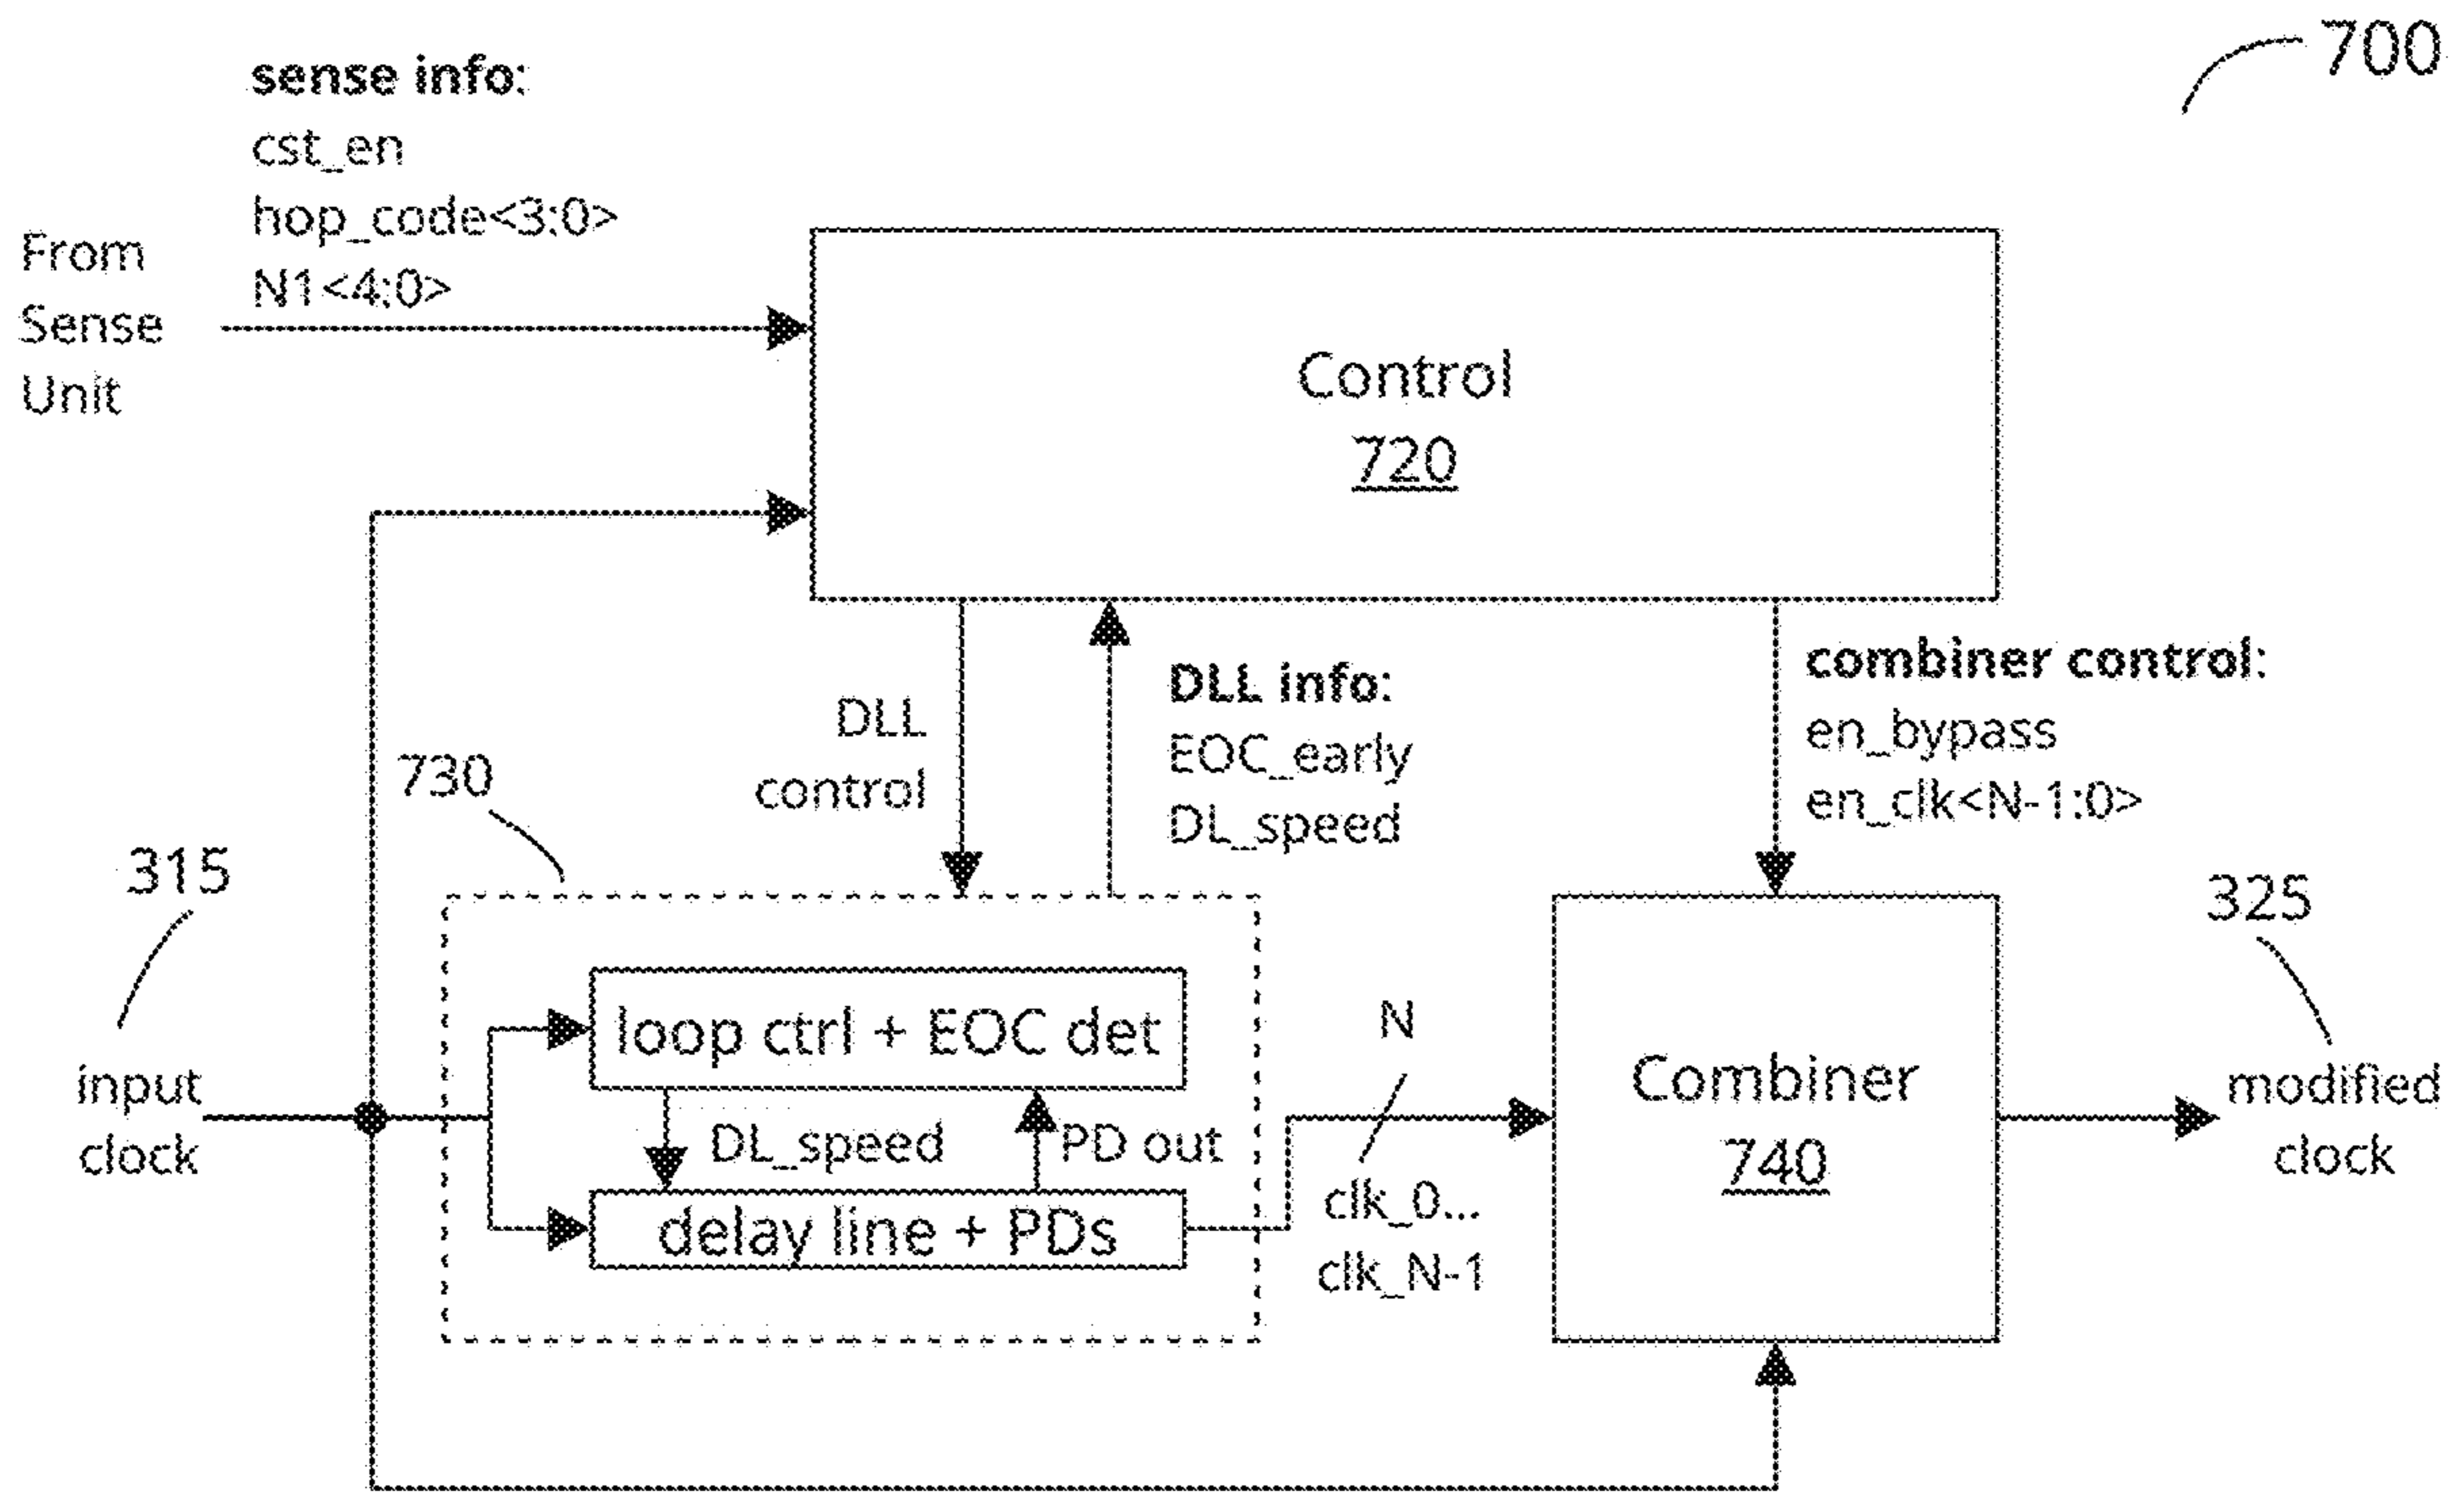 700
sense info:
cst_en
hop_code<3:0>
N1<4:0>
From
Sense
Unit
Control
720
DLL
control
DLL info:
EOC_early
DL_speed
combiner control:
en_bypass
en_clk<N-1:0>
730
315
325
input
clock
loop ctrl + EOC det
DL_speed
PD out
delay line + PDs
N
clk_0...
clk_N-1
Combiner
740
modified
clock